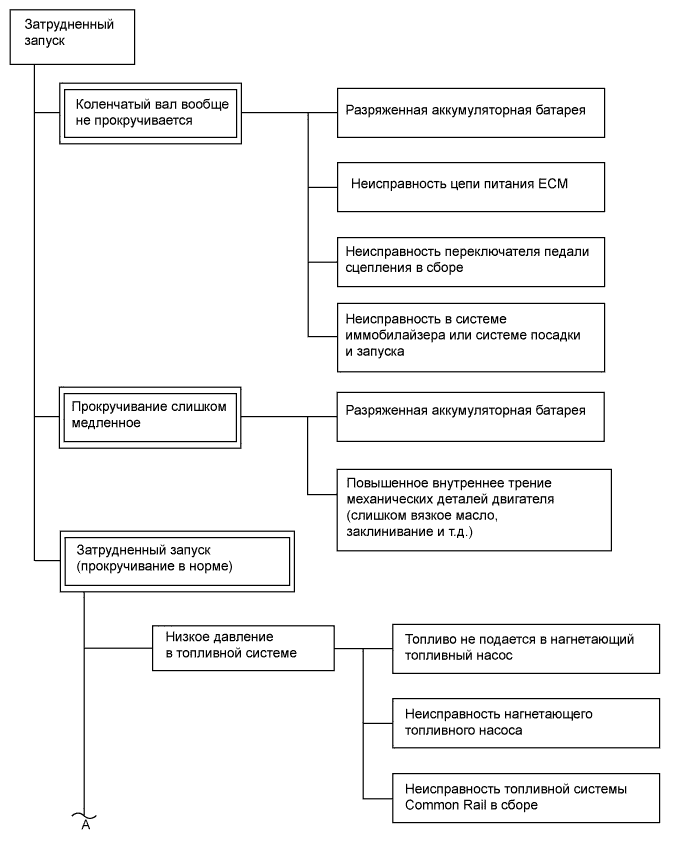 Затрудненный
запуск
Коленчатый вал вообще
не прокручивается
Разряженная аккумуляторная батарея
Неисправность цепи питания ECM
Неисправность переключателя педали
сцепления в сборе
Неисправность в системе
иммобилайзера или системе посадки
и запуска
Прокручивание слишком
медленное
Разряженная аккумуляторная батарея
Повышенное внутреннее трение
механических деталей двигателя
(слишком вязкое масло,
заклинивание и т.д.)
Затрудненный запуск
(прокручивание в норме)
Низкое давление
в топливной системе
Топливо не подается в нагнетающий
топливный насос
Неисправность нагнетающего
топливного насоса
Неисправность топливной системы
Common Rail в сборе
A